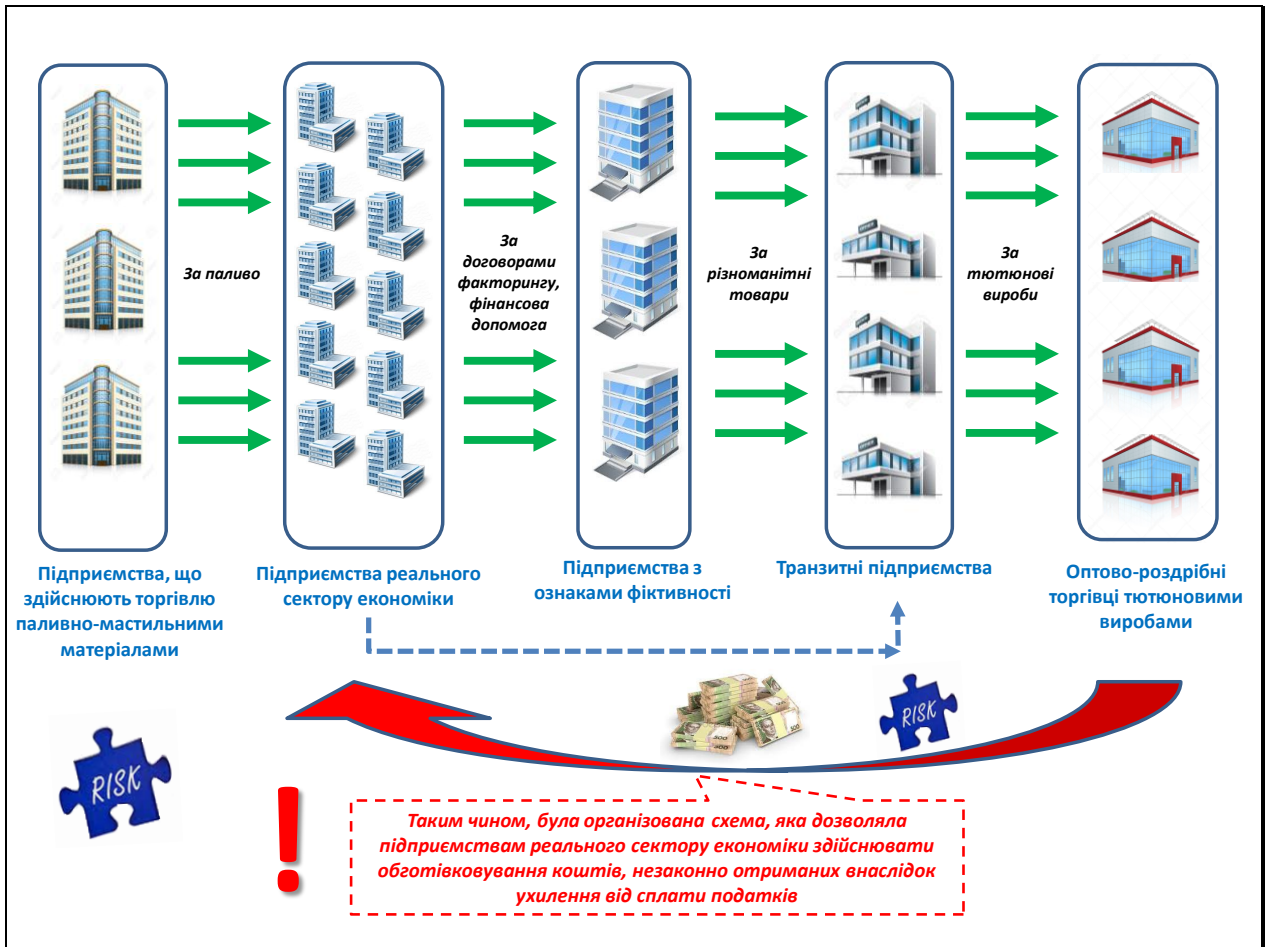 За паливо
За
договорами
факторингу,
фінансова
допомога
За
різноманітні
товари
За
тютюнові
вироби
Підприємства, що
здійснюють торгівлю
паливно-мастильними
матеріалами
Підприємства реального
сектору економіки
Підприємства з
ознаками фіктивності
Транзитні підприємства
Оптово-роздрібні
торгівці тютюновими
виробами
RISK
RISK
500
500
!
Таким чином, була організована схема, яка дозволяла
підприємствам реального сектору економіки здійснювати
обготівковування коштів, незаконно отриманих внаслідок
ухилення від сплати податків